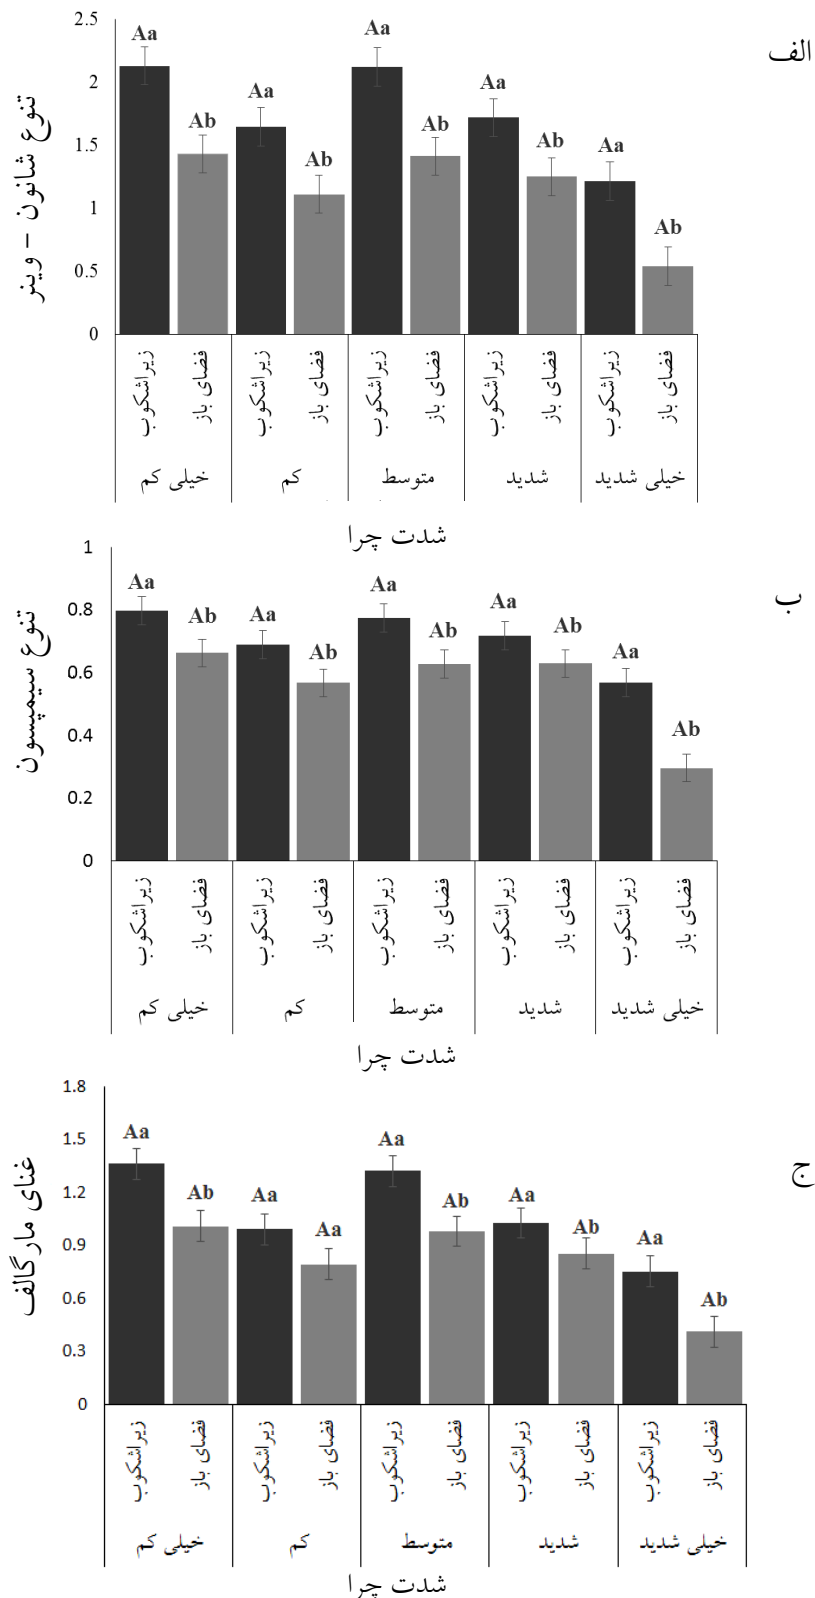 الف
تنوع شانون – وینر
2.5
2
1.5
1
0.5
0
Aa
Ab
Aa
Ab
Aa
Ab
Aa
Ab
Aa
Ab
زیراشکوب
فضای باز
زیراشکوب
فضای باز
زیراشکوب
فضای باز
زیراشکوب
فضای باز
زیراشکوب
فضای باز
خیلی کم
کم
متوسط
شدید
خیلی شدید
شدت چرا
ب
تنوع سیمپسون
1
0.8
0.6
0.4
0.2
0
Aa
Ab
Aa
Ab
Aa
Ab
Aa
Ab
Aa
Ab
زیراشکوب
فضای باز
زیراشکوب
فضای باز
زیراشکوب
فضای باز
زیراشکوب
فضای باز
زیراشکوب
فضای باز
خیلی کم
کم
متوسط
شدید
خیلی شدید
شدت چرا
ج
غنای مارگالف
1.8
1.5
1.2
0.9
0.6
0.3
0
Aa
Ab
Aa
Aa
Aa
Ab
Aa
Ab
Aa
Ab
زیراشکوب
فضای باز
زیراشکوب
فضای باز
زیراشکوب
فضای باز
زیراشکوب
فضای باز
زیراشکوب
فضای باز
خیلی کم
کم
متوسط
شدید
خیلی شدید
شدت چرا